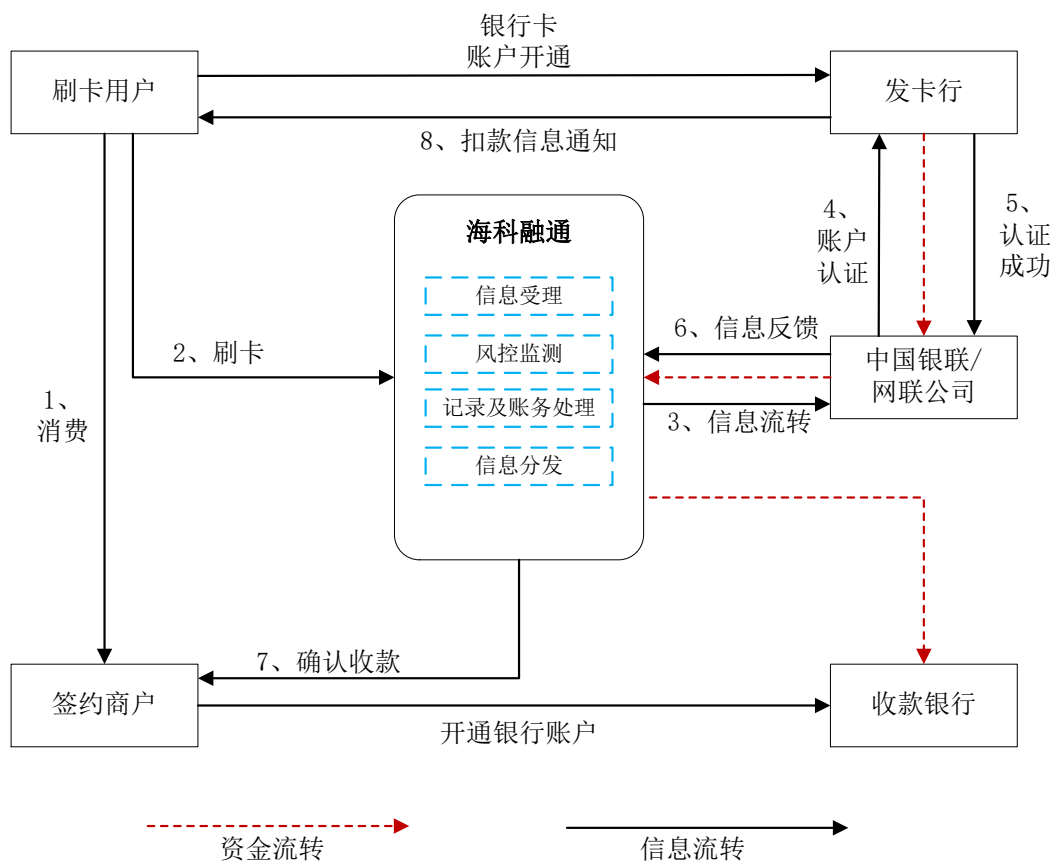 银行卡
账户开通
刷卡用户
发卡行
8、扣款信息通知
海科融通
4、
账户
认证
5、
认证
成功
信息受理
6、信息反馈
2、刷卡
风控监测
中国银联/
网联公司
1、
消费
记录及账务处理
3、信息流转
信息分发
7、确认收款
签约商户
收款银行
开通银行账户
资金流转
信息流转